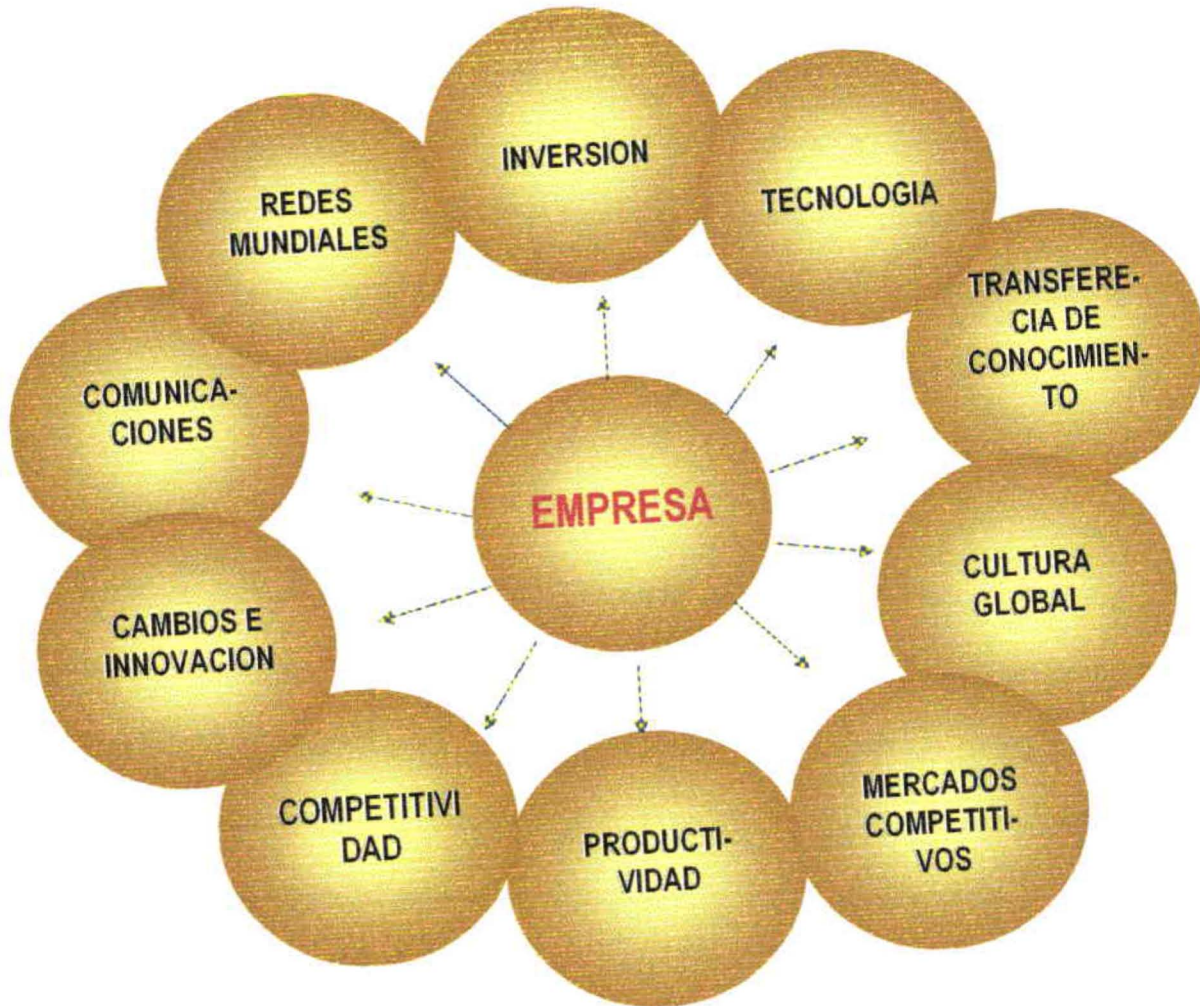 INVERSION
TECNOLOGIA
TRANSFERE-
CIA DE
CONOCIMIEN-
TO
CULTURA
GLOBAL
MERCADOS
COMPETITI-
VOS
PRODUCTI-
VIDAD
COMPETITIVI
DAD
CAMBIOS E
INNOVACION
COMUNICA-
CIONES
REDES
MUNDIALES
EMPRESA